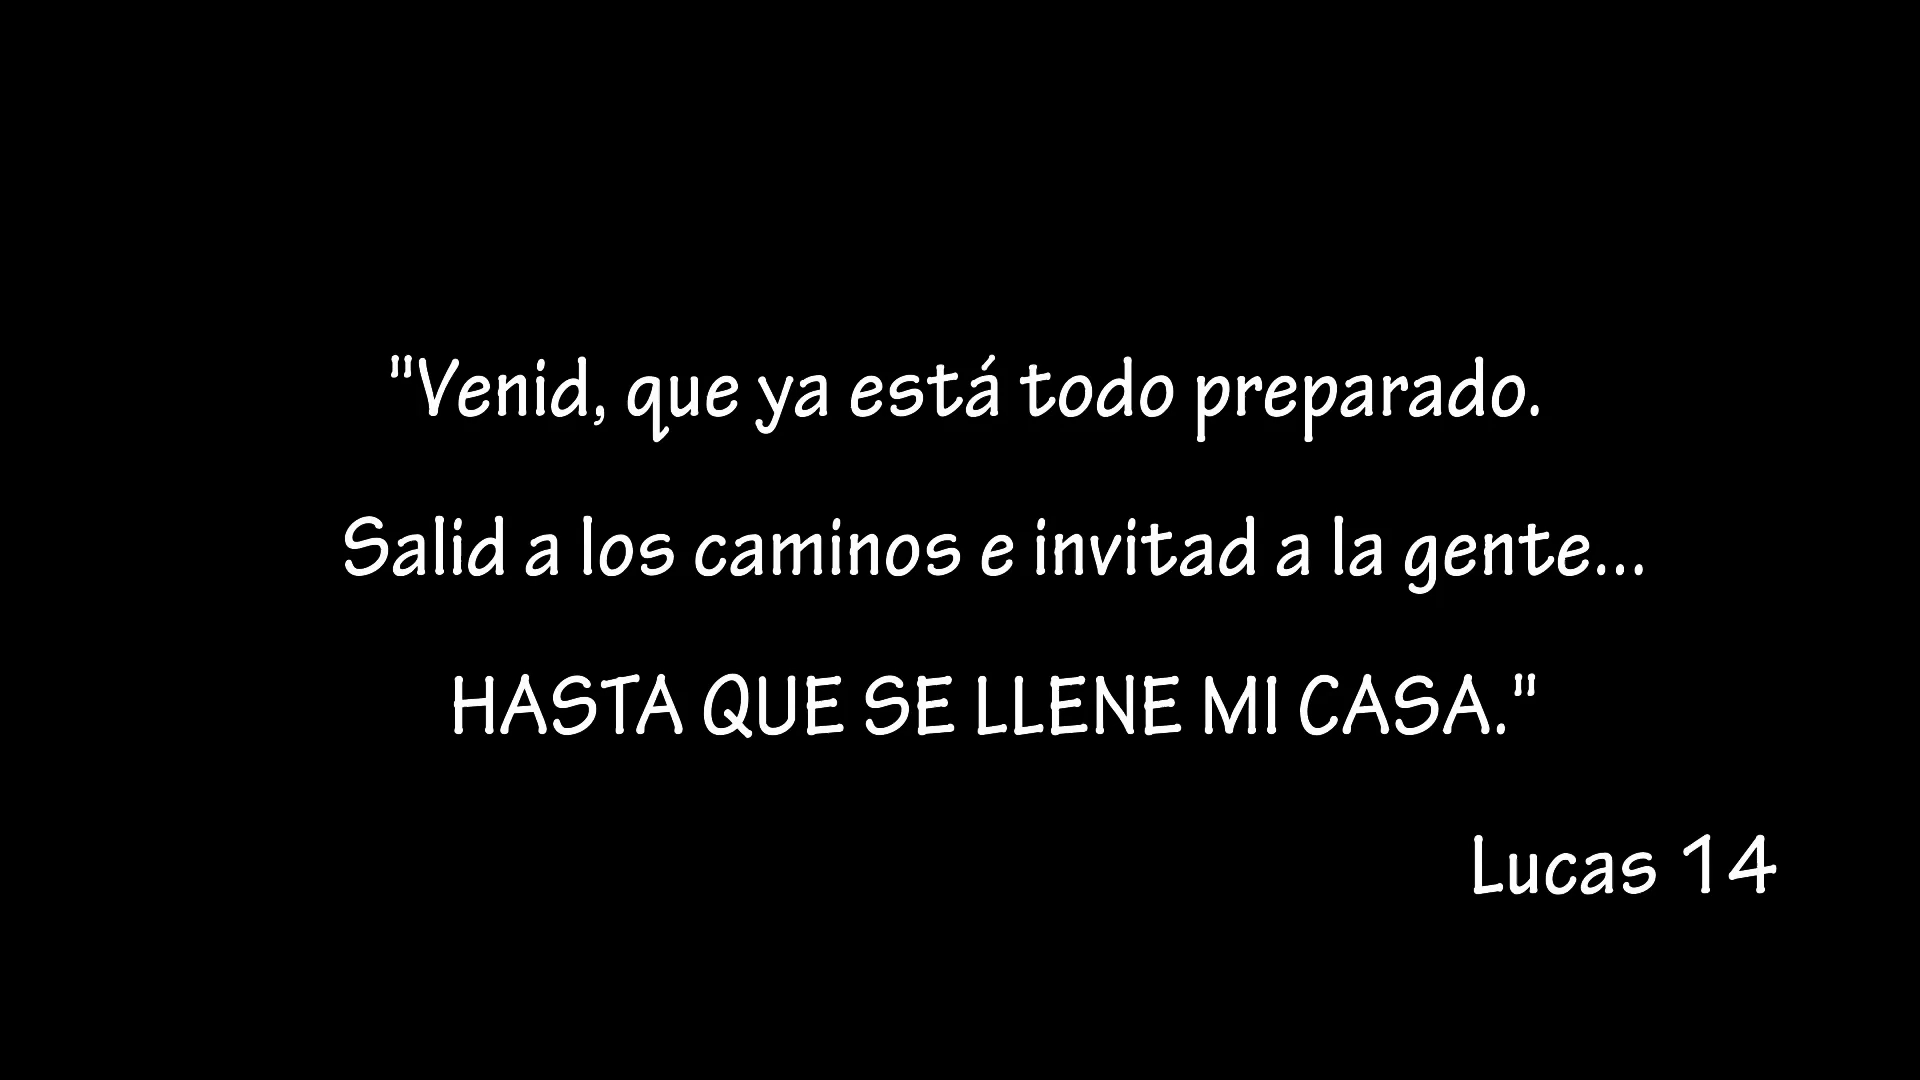 "Venid, que ya está todo preparado.
Salid a los caminos e invitad a la gente...
HASTA QUE SE LLENE MI CASA."
Lucas 14